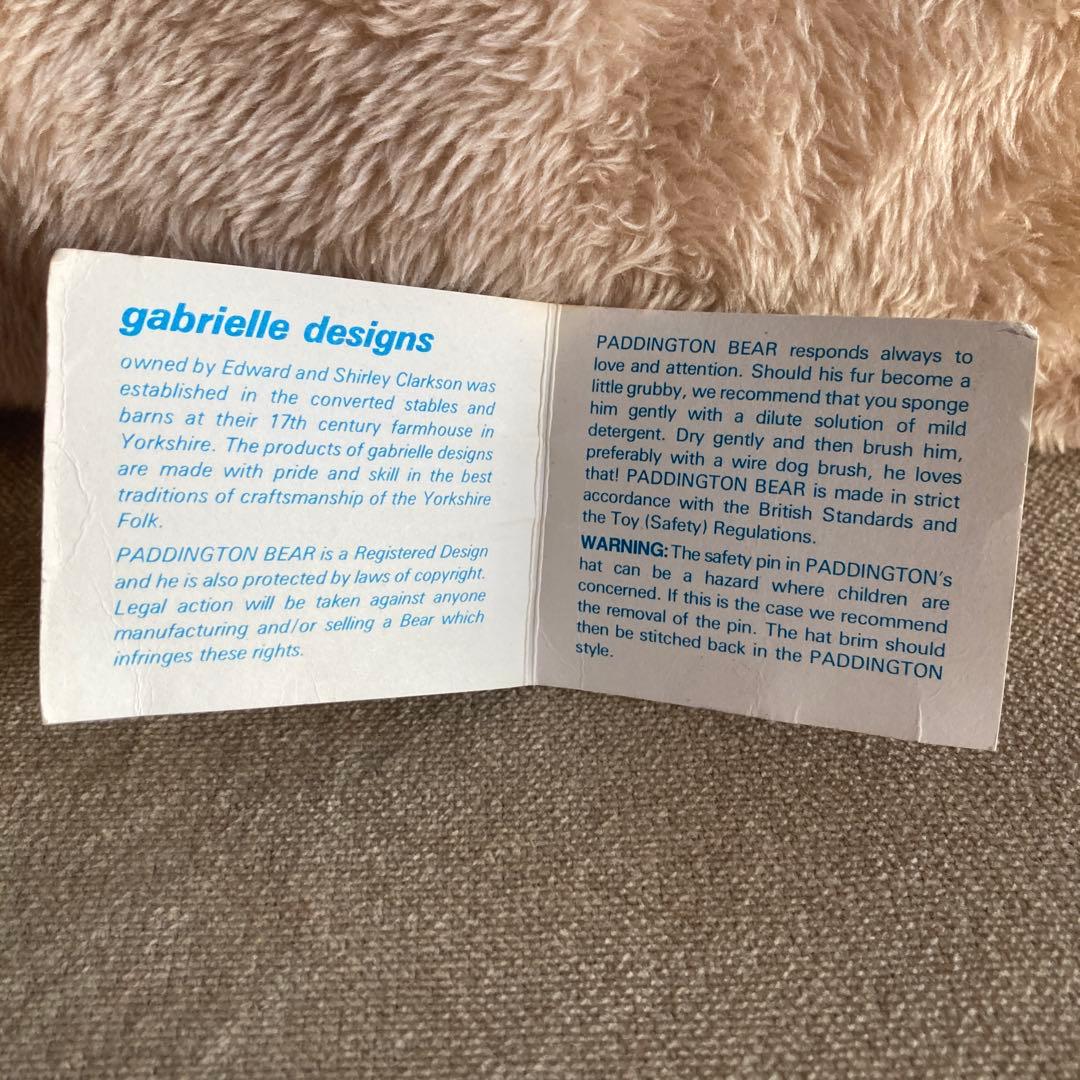 gabrielle designs
owned by Edward and Shirley Clarkson was
established in the converted stables and
barns at their 17th century farmhouse in
Yorkshire. The products of gabrielle designs
are made with pride and skill in the best
traditions of craftsmanship of the Yorkshire
Folk.
PADDINGTON BEAR is a Registered Design
and he is also protected by laws of copyright.
Legal action will be taken against anyone
manufacturing and/or selling a Bear which
infringes these rights.
PADDINGTON BEAR responds always to
love and attention. Should his fur become a
little grubby, we recommend that you sponge
him gently with a dilute solution of mild
detergent. Dry gently and then brush him,
preferably with a wire dog brush, he loves
that! PADDINGTON BEAR is made in strict
accordance with the British Standards and
the Toy (Safety) Regulations.
WARNING: The safety pin in PADDINGTON's
hat can be a hazard where children are
concerned. If this is the case we recommend
the removal of the pin. The hat brim should
then be stitched back in the PADDINGTON
style.